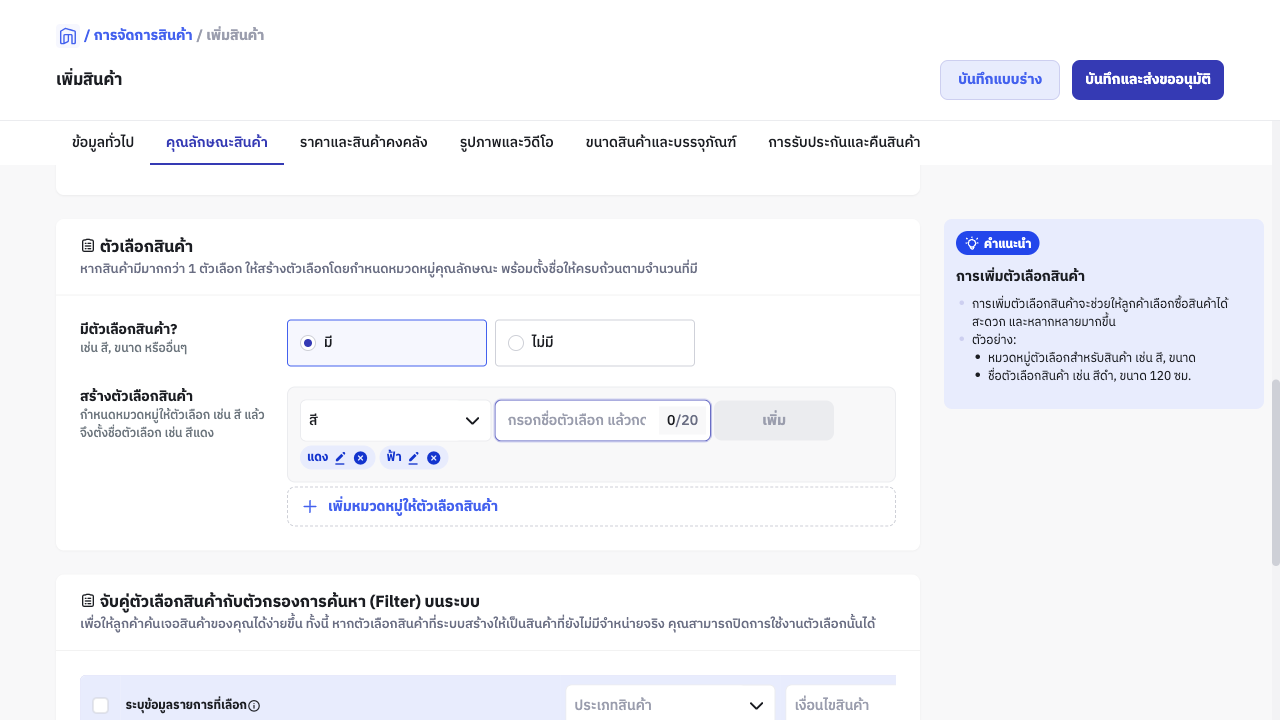 / การจัดการสินค้า / เพิ่มสินค้า
เพิ่มสินค้า
บันทึกแบบร่าง
บันทึกและส่งขออนุมัติ
ข้อมูลทั่วไป
คุณลักษณะสินค้า
ราคาและสินค้าคงคลัง
รูปภาพและวิดีโอ
ขนาดสินค้าและบรรจุภัณฑ์
การรับประกันและคืนสินค้า
ตัวเลือกสินค้า
หากสินค้ามีมากกว่า 1 ตัวเลือก ให้สร้างตัวเลือกโดยกำหนดหมวดหมู่คุณลักษณะ พร้อมตั้งชื่อให้ครบถ้วนตามจำนวนที่มี
มีตัวเลือกสินค้า?
เช่น สี, ขนาด หรืออื่นๆ
มี
ไม่มี
สร้างตัวเลือกสินค้า
กำหนดหมวดหมู่ให้ตัวเลือก เช่น สี แล้ว
จึงตั้งชื่อตัวเลือก เช่น สีแดง
สี
กรอกชื่อตัวเลือก แล้วกด
0/20
เพิ่ม
แดง
ฟ้า
เพิ่มหมวดหมู่ให้ตัวเลือกสินค้า
คำแนะนำ
การเพิ่มตัวเลือกสินค้า
การเพิ่มตัวเลือกสินค้าจะช่วยให้ลูกค้าเลือกซื้อสินค้าได้
สะดวก และหลากหลายมากขึ้น
ตัวอย่าง:
หมวดหมู่ตัวเลือกสำหรับสินค้า เช่น สี, ขนาด
ชื่อตัวเลือกสินค้า เช่น สีดำ, ขนาด 120 ซม.
จับคู่ตัวเลือกสินค้ากับตัวกรองการค้นหา (Filter) บนระบบ
เพื่อให้ลูกค้าค้นเจอสินค้าของคุณได้ง่ายขึ้น ทั้งนี้ หากตัวเลือกสินค้าที่ระบบสร้างให้เป็นสินค้าที่ยังไม่มีจำหน่ายจริง คุณสามารถปิดการใช้งานตัวเลือกนั้นได้
ระบุข้อมูลรายการที่เลือก
ประเภทสินค้า
เงื่อนไขสินค้า